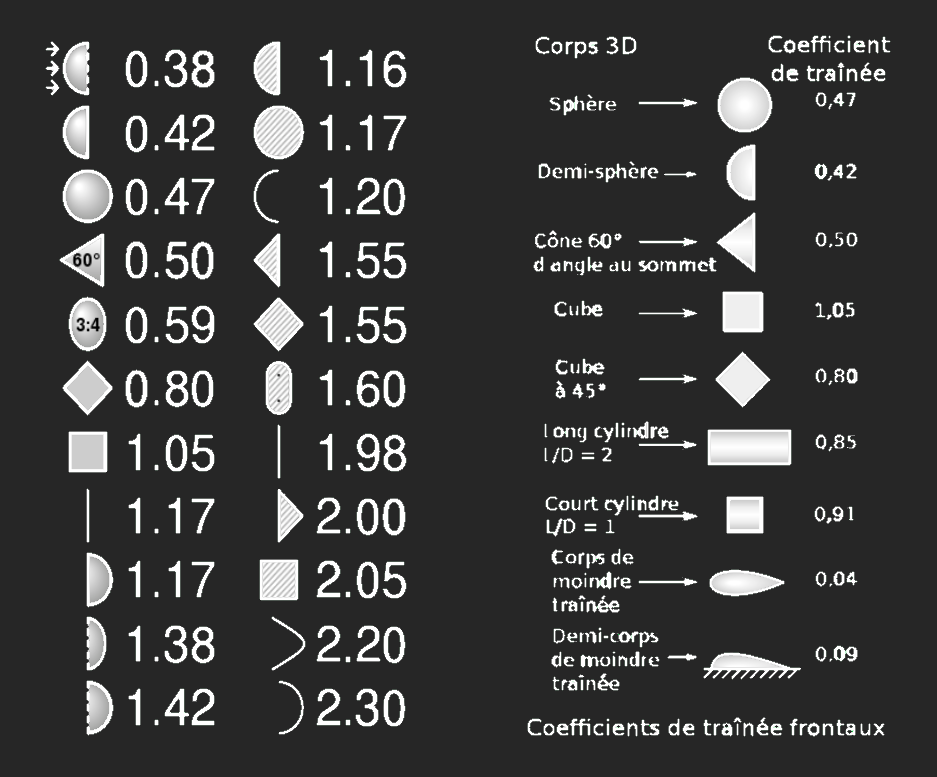 0.38 1.16
0.42 1.17
0.47 1.20
60° 0.50 1.55
3:4 0.59 1.55
0.80 1.60
1.05 1.98
1.17 2.00
1.17 2.05
1.38 2.20
1.42 2.30
Corps 3D
Coefficient
de traînée
Sphère 0,47
Demi-sphère 0,42
Cône 60° 0,50
d angle au sommet
Cube 1,05
Cube
à 45° 0,80
Long cylindre
L/D = 2 0,85
Court cylindre
L/D = 1 0,91
Corps de
moindre 0.04
traînée
Demi-corps
de moindre 0.09
traînée
Coefficients de traînée frontaux